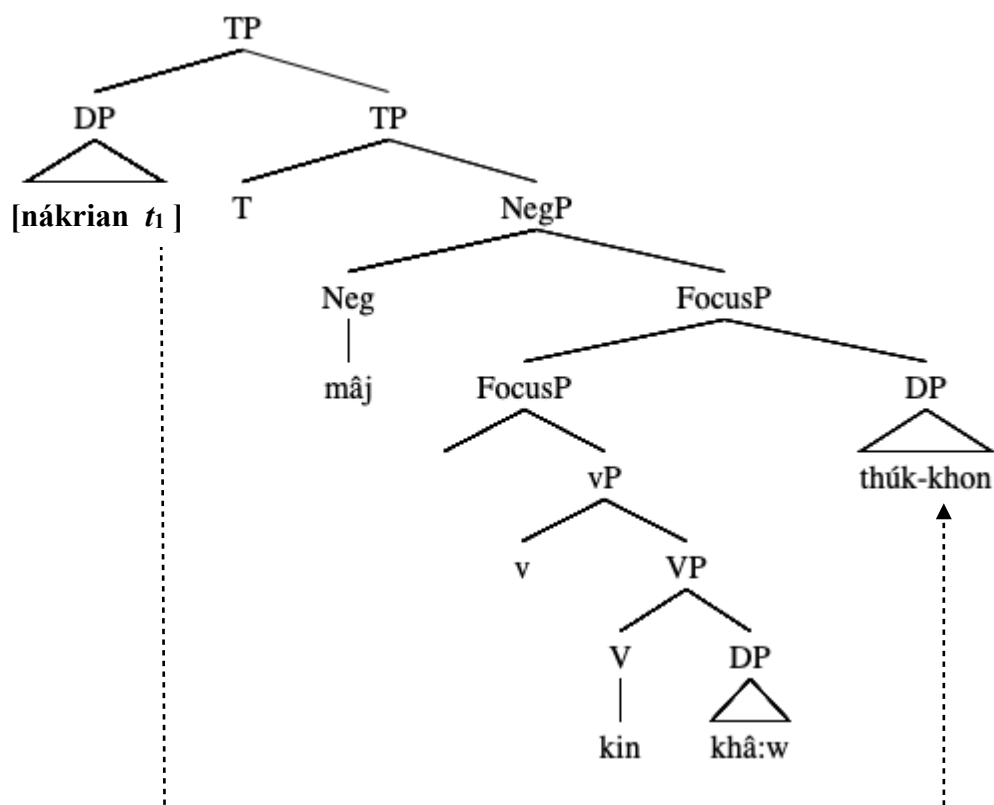 TP
DP TP
[nákrian t₁ ] T NegP
Neg FocusP
mâj FocusP DP
vP thúk-khon
v VP
V DP
kin khâ:w